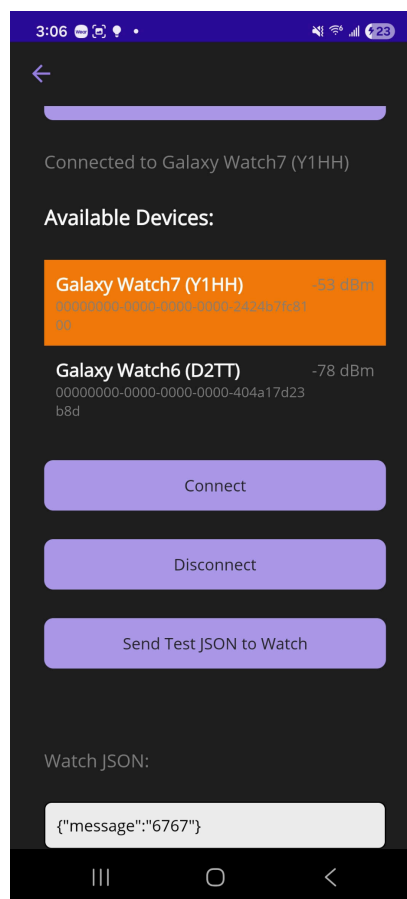 3:06
23
Connected to Galaxy Watch7 (Y1HH)
Available Devices:
Galaxy Watch7 (Y1HH) -53 dBm
00000000-0000-0000-0000-2424b7fc81
00
Galaxy Watch6 (D2TT) -78 dBm
00000000-0000-0000-0000-404a17d23
b8d
Connect
Disconnect
Send Test JSON to Watch
Watch JSON:
{"message":"6767"}